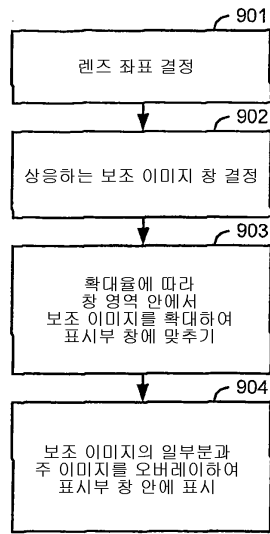 901
렌즈 좌표 결정
902
상응하는 보조 이미지 창 결정
903
확대율에 따라
창 영역 안에서
보조 이미지를 확대하여
표시부 창에 맞추기
904
보조 이미지의 일부분과
주 이미지를 오버레이하여
표시부 창 안에 표시